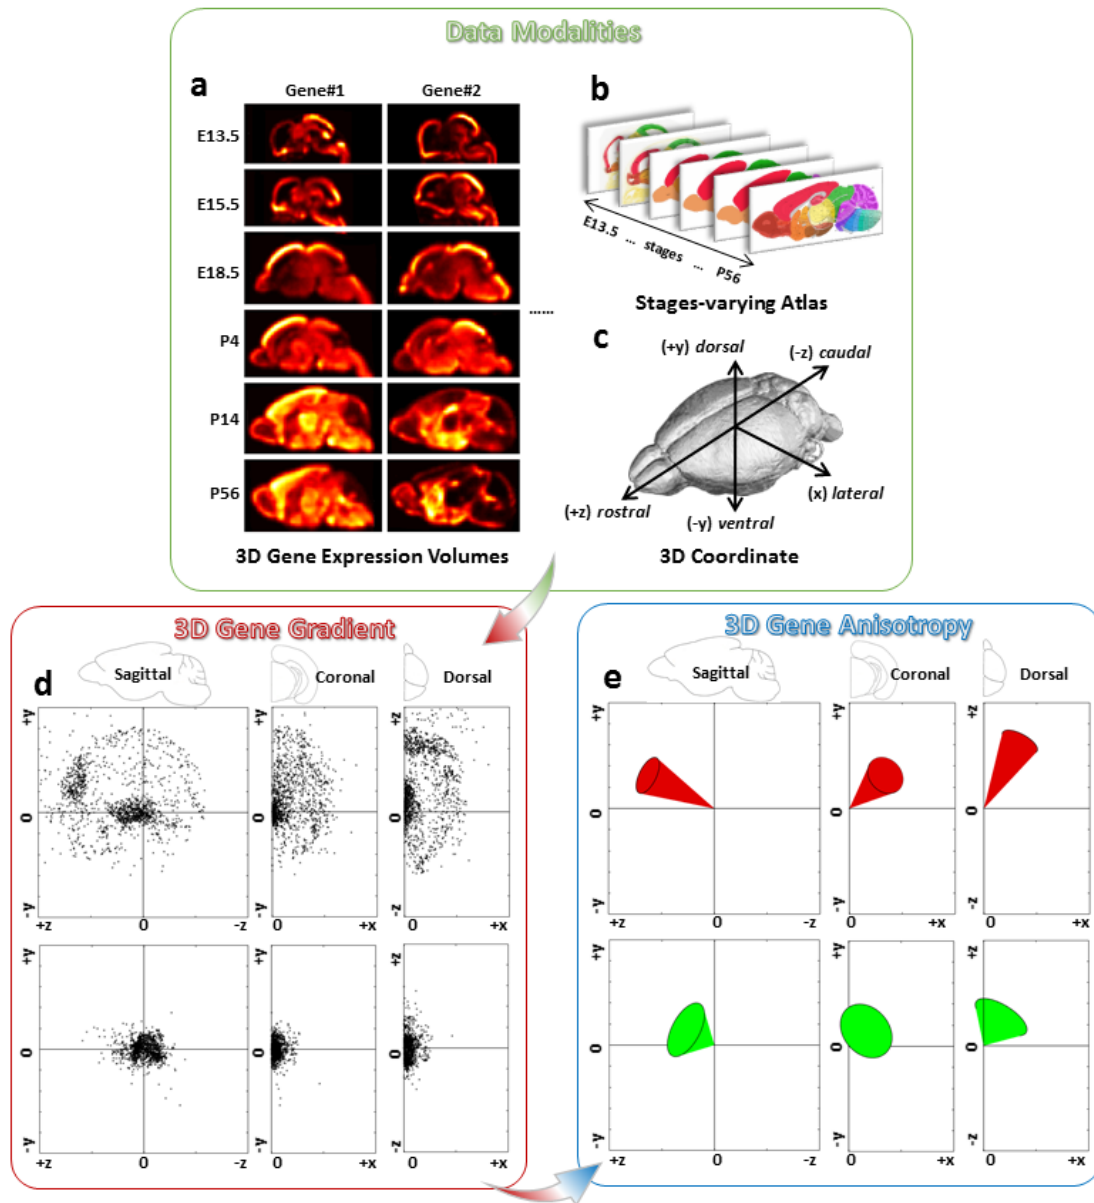 Data Modalities
a
Gene#1
Gene#2
E13.5
E15.5
E18.5
P4
P14
P56
......
3D Gene Expression Volumes
b
E13.5 ... stages ... P56
Stages-varying Atlas
c
(+y) dorsal
(-z) caudal
(x) lateral
(+z) rostral
(-y) ventral
3D Coordinate
3D Gene Gradient
d
Sagittal
Coronal
Dorsal
+y
0
-y
+z
0
-z
+y
0
-y
0
+x
+z
0
-z
0
+x
+y
0
-y
+z
0
-z
+y
0
-y
0
+x
+z
0
-z
0
+x
3D Gene Anisotropy
e
Sagittal
Coronal
Dorsal
+y
0
-y
+z
0
-z
+y
0
-y
0
+x
+z
0
-z
0
+x
+y
0
-y
+z
0
-z
+y
0
-y
0
+x
+z
0
-z
0
+x